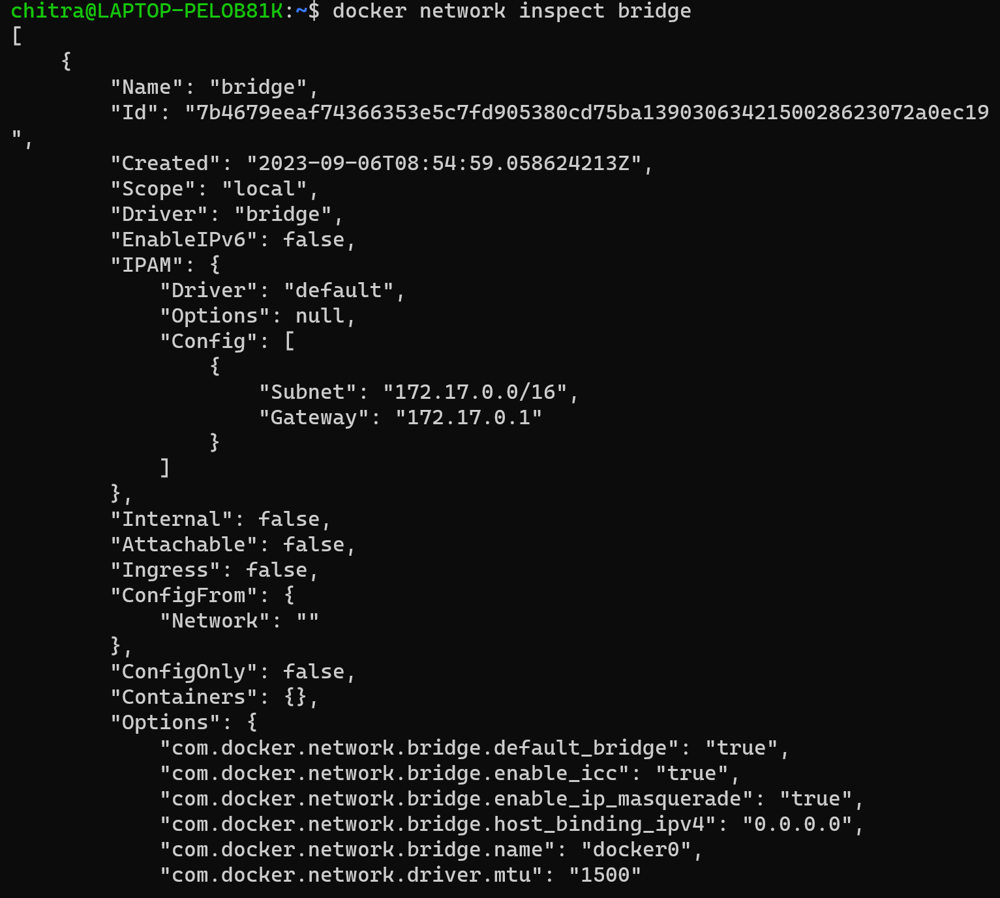 chitra@LAPTOP-PELOB81K:~$ docker network inspect bridge
[
    {
        "Name": "bridge",
        "Id": "7b4679eeaf74366353e5c7fd905380cd75ba1390306342150028623072a0ec19
",
        "Created": "2023-09-06T08:54:59.058624213Z",
        "Scope": "local",
        "Driver": "bridge",
        "EnableIPv6": false,
        "IPAM": {
            "Driver": "default",
            "Options": null,
            "Config": [
                {
                    "Subnet": "172.17.0.0/16",
                    "Gateway": "172.17.0.1"
                }
            ]
        },
        "Internal": false,
        "Attachable": false,
        "Ingress": false,
        "ConfigFrom": {
            "Network": ""
        },
        "ConfigOnly": false,
        "Containers": {},
        "Options": {
            "com.docker.network.bridge.default_bridge": "true",
            "com.docker.network.bridge.enable_icc": "true",
            "com.docker.network.bridge.enable_ip_masquerade": "true",
            "com.docker.network.bridge.host_binding_ipv4": "0.0.0.0",
            "com.docker.network.bridge.name": "docker0",
            "com.docker.network.driver.mtu": "1500"